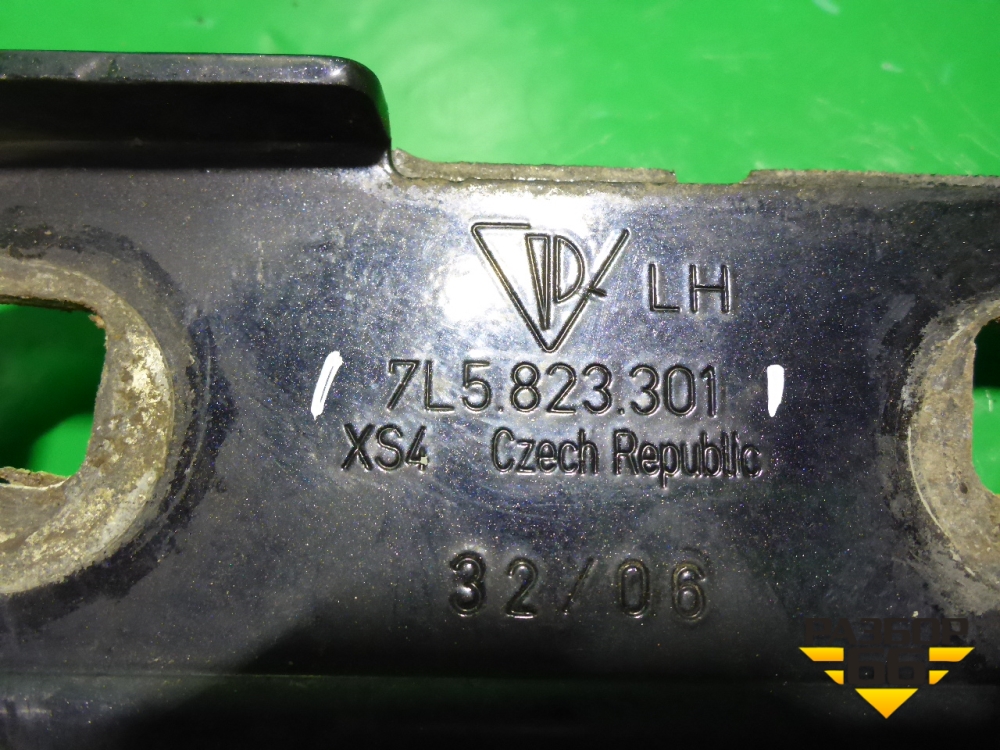 LH
7L5.823.301
XS4 Czech Republic
32/06